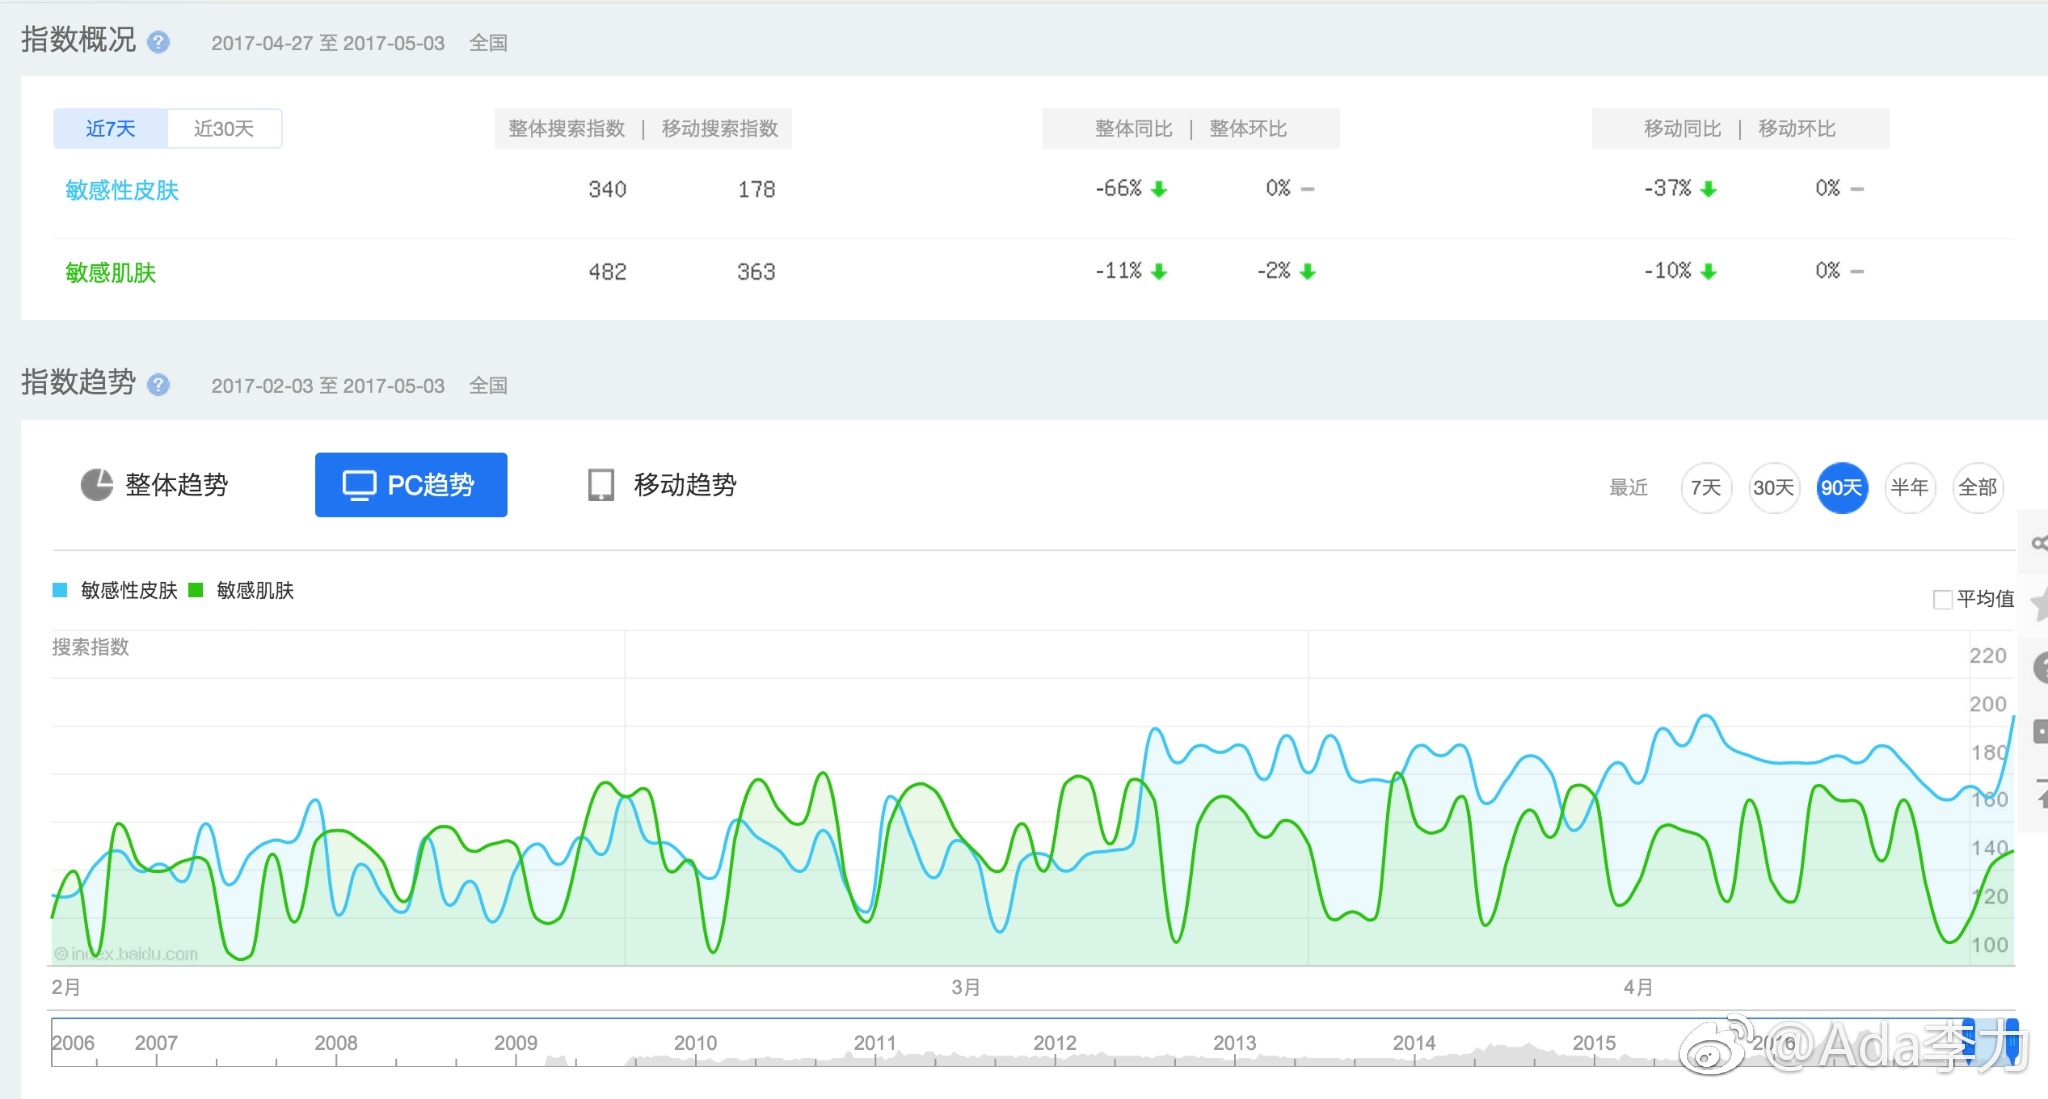 指数概况 ? 2017-04-27 至 2017-05-03 全国
近7天 近30天 整体搜索指数 | 移动搜索指数 整体同比 | 整体环比 移动同比 | 移动环比
敏感性皮肤 340 178 -66% 0% -37% 0%
敏感肌肤 482 363 -11% -2% -10% 0%
指数趋势 ? 2017-02-03 至 2017-05-03 全国
整体趋势 PC趋势 移动趋势 最近 7天 30天 90天 半年 全部
敏感性皮肤 敏感肌肤
平均值
搜索指数
220
200
180
160
140
120
100
©index.baidu.com
2月 3月 4月
2006 2007 2008 2009 2010 2011 2012 2013 2014 2015 2016
@Ada李力